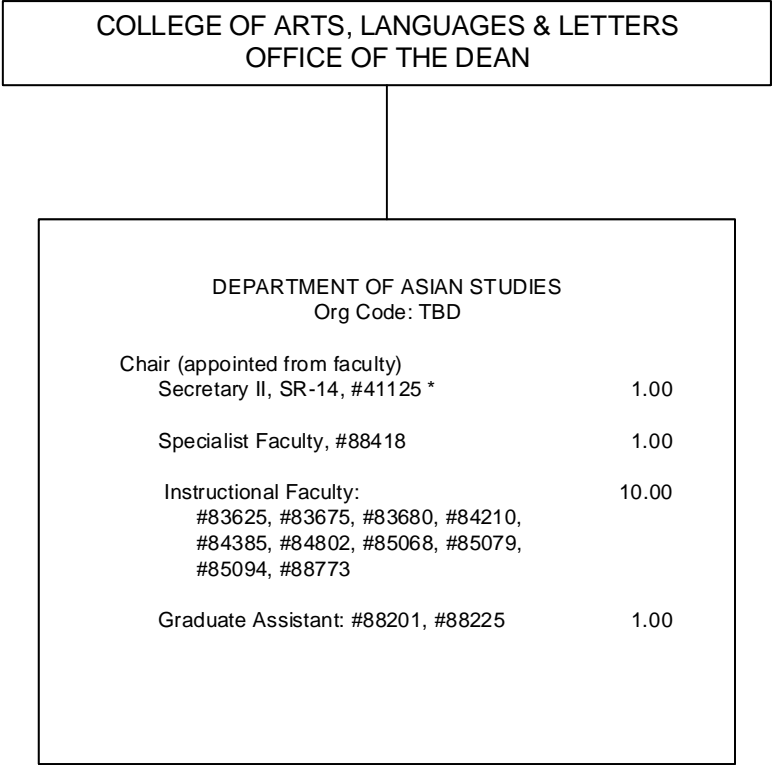 COLLEGE OF ARTS, LANGUAGES & LETTERS
OFFICE OF THE DEAN
DEPARTMENT OF ASIAN STUDIES
Org Code: TBD
Chair (appointed from faculty)
Secretary II, SR-14, #41125 * 1.00
Specialist Faculty, #88418 1.00
Instructional Faculty: 10.00
#83625, #83675, #83680, #84210,
#84385, #84802, #85068, #85079,
#85094, #88773
Graduate Assistant: #88201, #88225 1.00